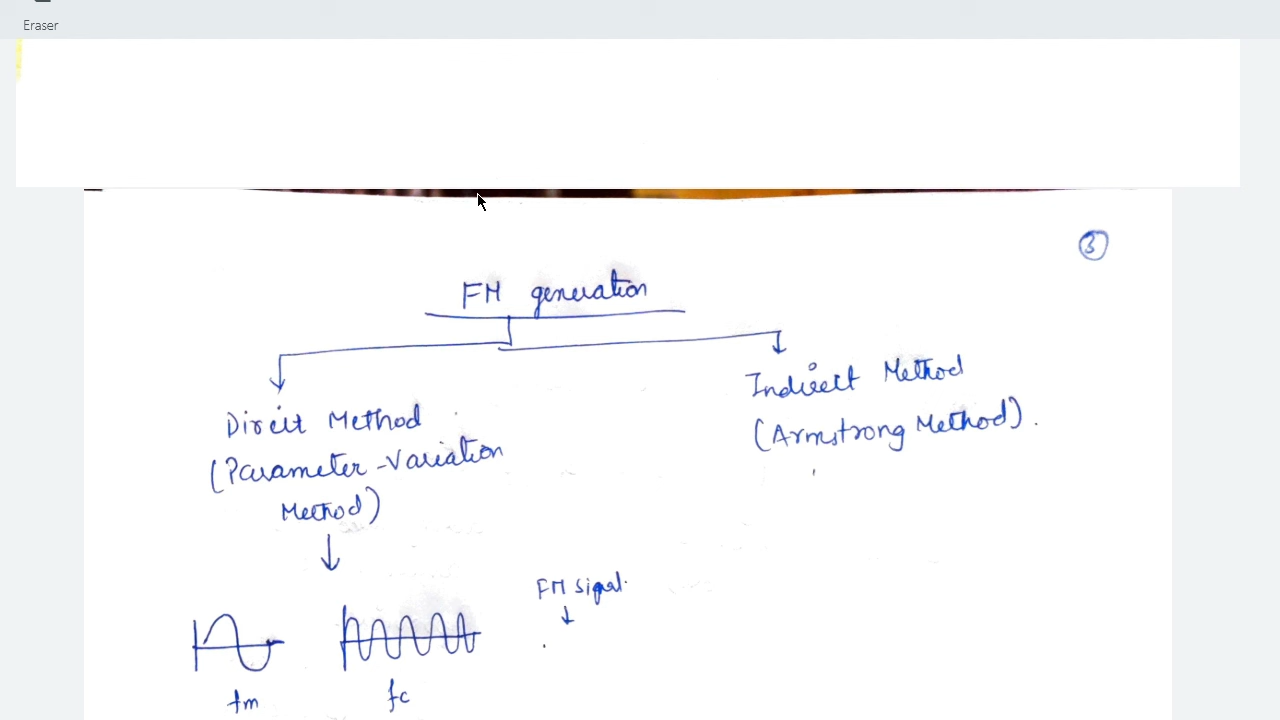 Eraser
3
FM generation
Direct Method
(Parameter-Variation
Method)
Indirect Method
(Armstrong Method).
FM signal.
fm
fc